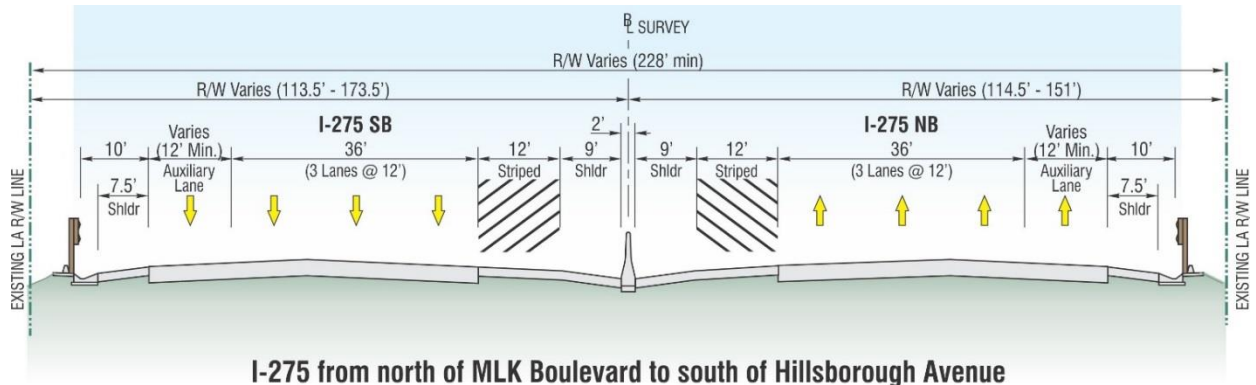 ℄ SURVEY
R/W Varies (228' min)
R/W Varies (113.5' - 173.5')
R/W Varies (114.5' - 151')
I-275 SB
2'
I-275 NB
10'
Varies
(12' Min.)
Auxiliary
Lane
36'
(3 Lanes @ 12')
12'
Striped
9'
Shldr
9'
Shldr
12'
Striped
36'
(3 Lanes @ 12')
Varies
(12' Min.)
Auxiliary
Lane
10'
7.5'
Shldr
7.5'
Shldr
EXISTING LA R/W LINE
EXISTING LA R/W LINE
I-275 from north of MLK Boulevard to south of Hillsborough Avenue